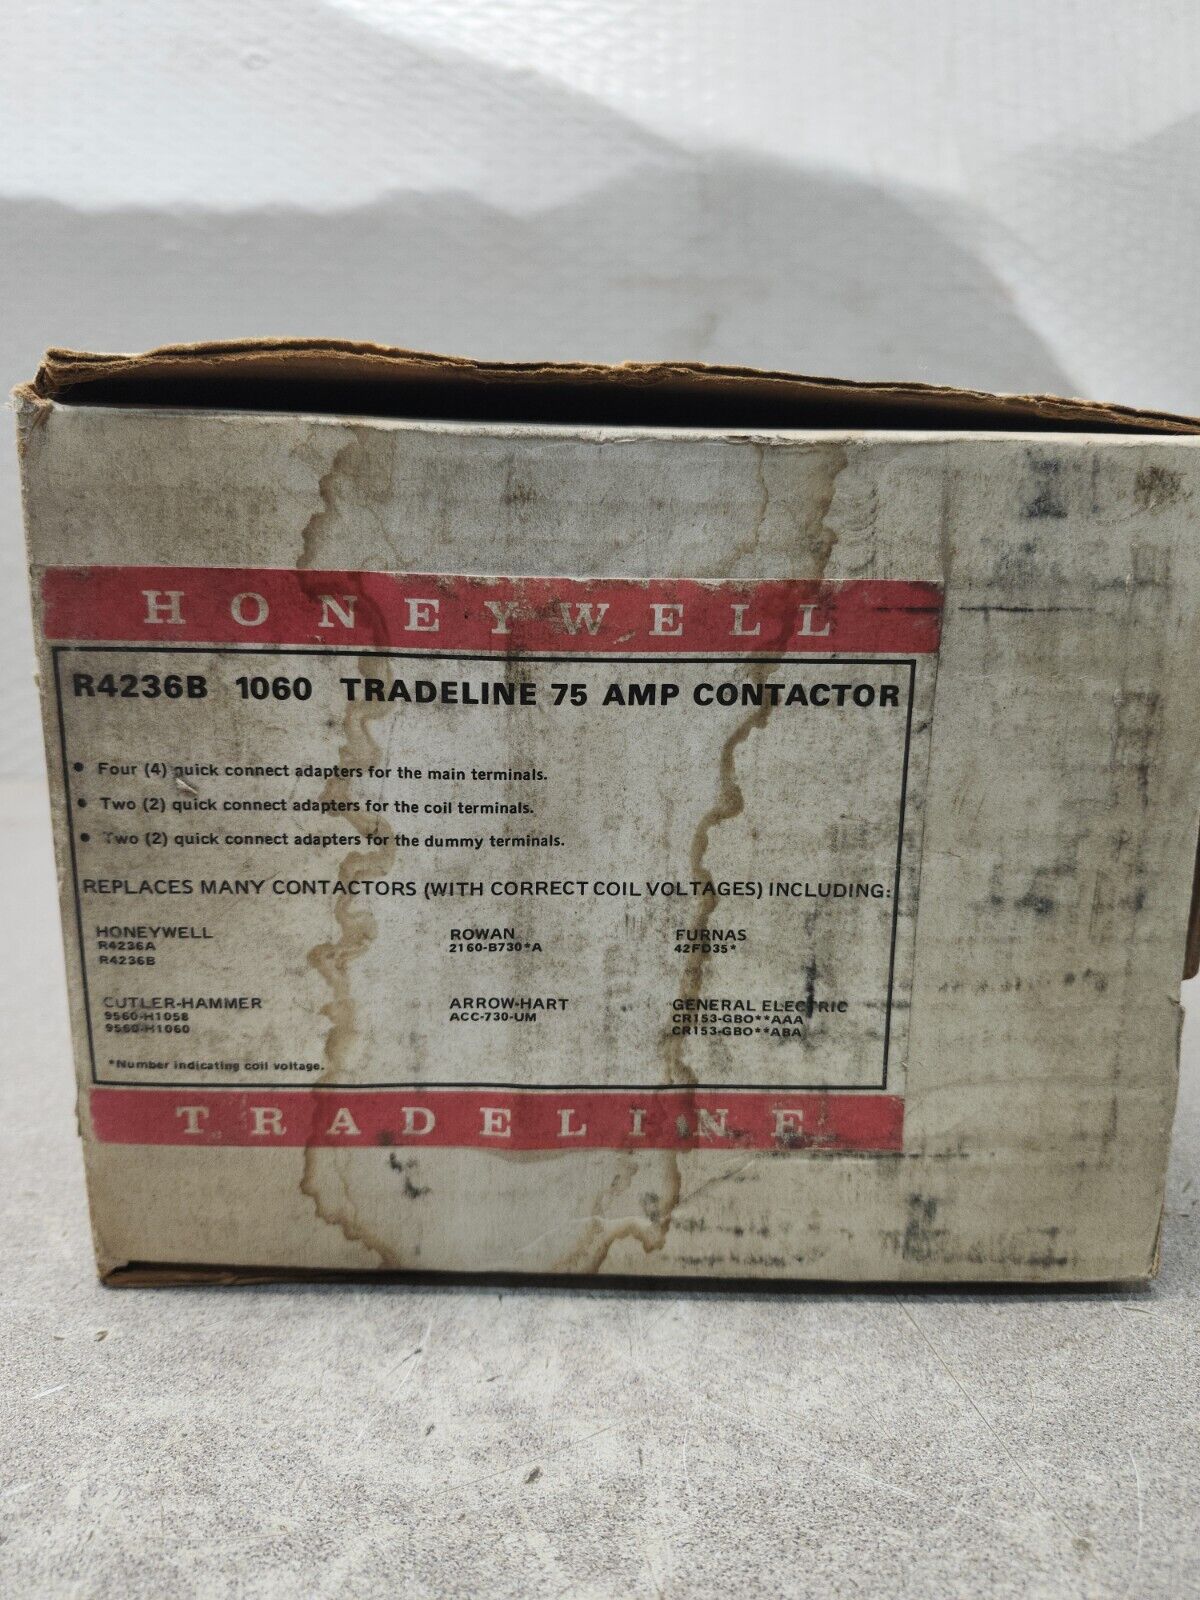 HONEYWELL
R4236B 1060 TRADELINE 75 AMP CONTACTOR
• Four (4) quick connect adapters for the main terminals.
• Two (2) quick connect adapters for the coil terminals.
• Two (2) quick connect adapters for the dummy terminals.
REPLACES MANY CONTACTORS (WITH CORRECT COIL VOLTAGES) INCLUDING:
HONEYWELL
R4236A
R4236B
ROWAN
2160-B730*A
FURNAS
42FD35*
CUTLER-HAMMER
9560-H1058
9560-H1060
ARROW-HART
ACC-730-UM
GENERAL ELECTRIC
CR153-GBO**AAA
CR153-GBO**ABA
*Number indicating coil voltage.
TRADELINE